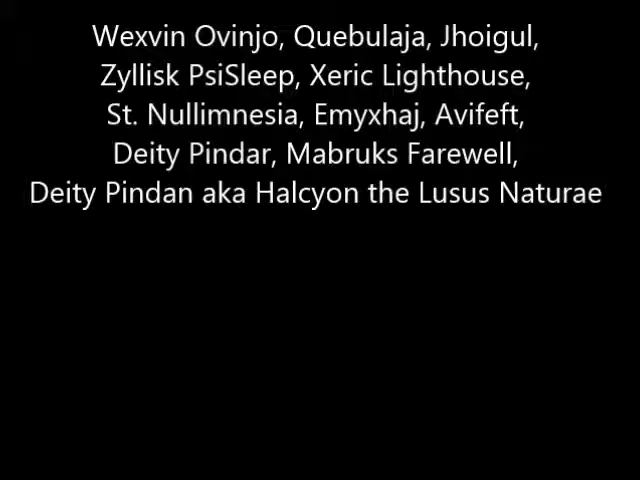 Wexvin Ovinjo, Quebulaja, Jhoigul,
Zyllisk PsiSleep, Xeric Lighthouse,
St. Nullimnesia, Emyxhaj, Avifeft,
Deity Pindar, Mabruks Farewell,
Deity Pindan aka Halcyon the Lusus Naturae